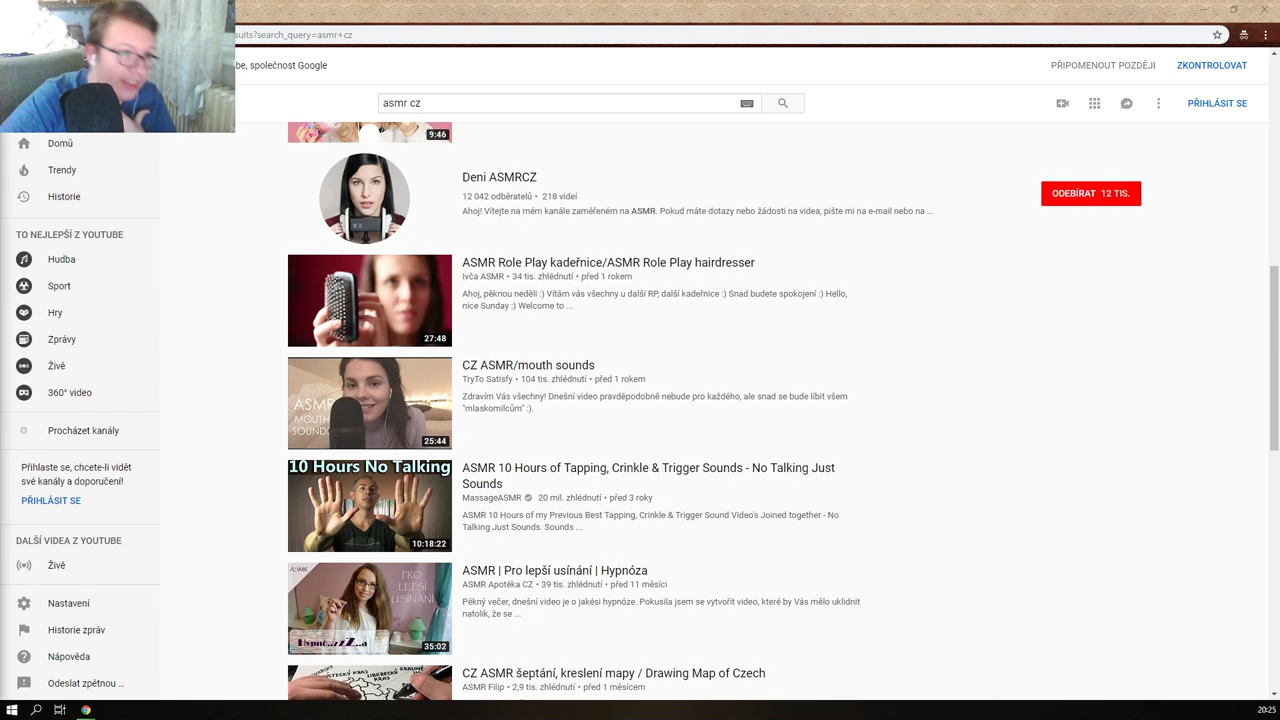 sults?search_query=asmr+cz
be, společnost Google
PŘIPOMENOUT POZDĚJI
ZKONTROLOVAT
asmr cz
PŘIHLÁSIT SE
Domů
Trendy
Historie
TO NEJLEPŠÍ Z YOUTUBE
Hudba
Sport
Hry
Zprávy
Živě
360° video
Procházet kanály
Přihlaste se, chcete-li vidět
své kanály a doporučení!
PŘIHLÁSIT SE
DALŠÍ VIDEA Z YOUTUBE
Živě
Nastavení
Historie zpráv
Nápověda
Odeslat zpětnou ...
9:46
Deni ASMRCZ
12 042 odběratelů • 218 videí
Ahoj! Vítejte na mém kanále zaměřeném na ASMR. Pokud máte dotazy nebo žádosti na videa, pište mi na e-mail nebo na ...
ODEBÍRAT 12 TIS.
27:48
ASMR Role Play kadeřnice/ASMR Role Play hairdresser
Ivča ASMR • 34 tis. zhlédnutí • před 1 rokem
Ahoj, pěknou neděli :) Vítám vás všechny u další RP, další kadeřnice :) Snad budete spokojení :) Hello,
nice Sunday :) Welcome to ...
ASMR
MOUTH
SOUNDS
25:44
CZ ASMR/mouth sounds
TryTo Satisfy • 104 tis. zhlédnutí • před 1 rokem
Zdravím Vás všechny! Dnešní video pravděpodobně nebude pro každého, ale snad se bude líbit všem
"mlaskomilcům" :).
10 Hours No Talking
10:18:22
ASMR 10 Hours of Tapping, Crinkle & Trigger Sounds - No Talking Just
Sounds
MassageASMR 20 mil. zhlédnutí • před 3 roky
ASMR 10 Hours of my Previous Best Tapping, Crinkle & Trigger Sound Video's Joined together - No
Talking Just Sounds. Sounds ...
ASMR
PRO
LEPŠÍ
USÍNÁNÍ
HypnozzZ...a
35:02
ASMR | Pro lepší usínání | Hypnóza
ASMR Apotéka CZ • 39 tis. zhlédnutí • před 11 měsíci
Pěkný večer, dnešní video je o jakési hypnóze. Pokusila jsem se vytvořit video, které by Vás mělo uklidnit
natolik, že se ...
LIBERECKÝ
KRAJ
CZ ASMR šeptání, kreslení mapy / Drawing Map of Czech
ASMR Filip • 2,9 tis. zhlédnutí • před 1 měsícem
20:25